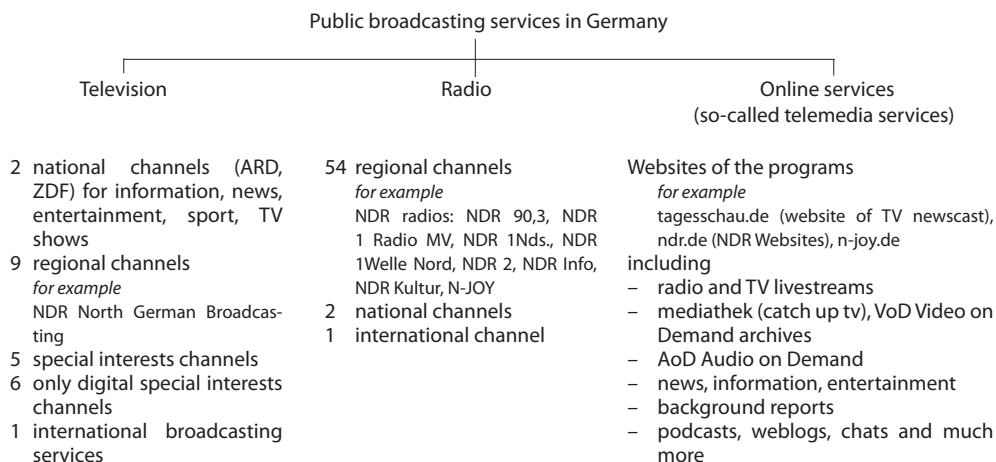 Public broadcasting services in Germany
Television
2 national channels (ARD,
ZDF) for information, news,
entertainment, sport, TV
shows
9 regional channels
for example
NDR North German Broadcas-
ting
5 special interests channels
6 only digital special interests
channels
1 international broadcasting
services
Radio
54 regional channels
for example
NDR radios: NDR 90,3, NDR
1 Radio MV, NDR 1Nds., NDR
1Welle Nord, NDR 2, NDR Info,
NDR Kultur, N-JOY
2 national channels
1 international channel
Online services
(so-called telemedia services)
Websites of the programs
for example
tagesschau.de (website of TV newscast),
ndr.de (NDR Websites), n-joy.de
including
– radio and TV livestreams
– mediathek (catch up tv), VoD Video on
Demand archives
– AoD Audio on Demand
– news, information, entertainment
– background reports
– podcasts, weblogs, chats and much
more